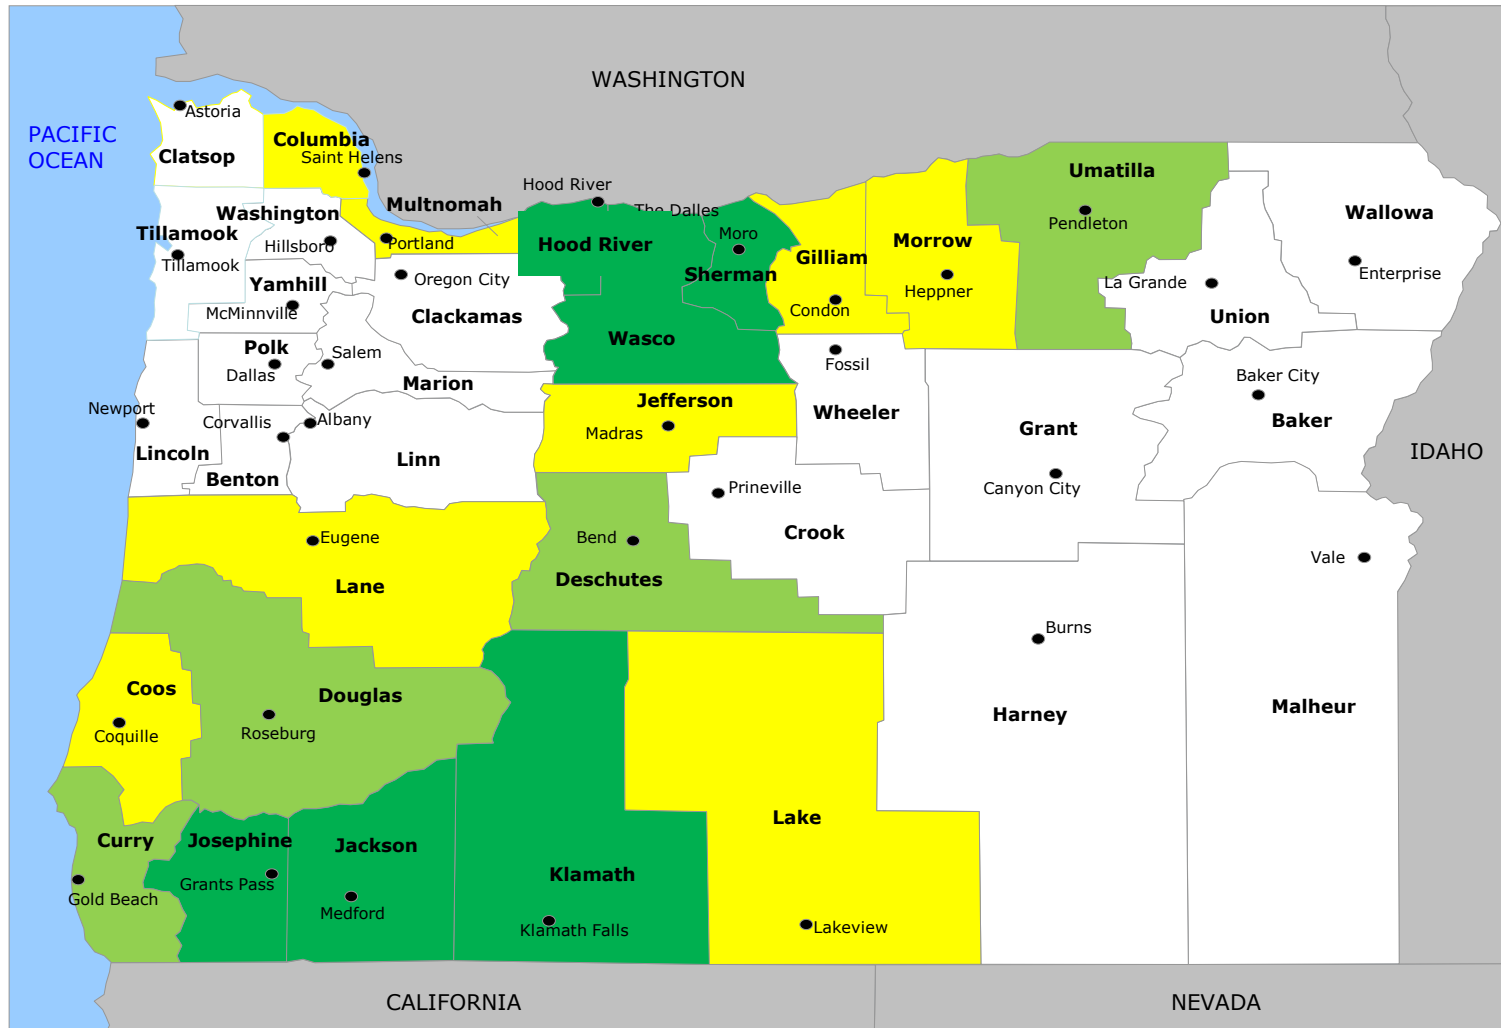 WASHINGTON
Astoria
PACIFIC
OCEAN
Columbia
Clatsop
Saint Helens
Umatilla
Hood River
Multnomah
The Dalles
Wallowa
Washington
Pendleton
Tillamook
Moro
Morrow
Hillsboro
Portland
Hood River
Gilliam
Tillamook
Oregon City
Sherman
Enterprise
Yamhill
La Grande
Heppner
McMinnville
Condon
Clackamas
Union
Wasco
Polk
Salem
Fossil
Dallas
Marion
Baker City
Newport
Jefferson
Corvallis
Albany
Wheeler
Baker
Madras
Grant
Lincoln
Linn
IDAHO
Benton
Prineville
Canyon City
Crook
Eugene
Bend
Vale
Lane
Deschutes
Burns
Coos
Douglas
Coquille
Roseburg
Harney
Malheur
Lake
Curry
Josephine
Jackson
Klamath
Grants Pass
Gold Beach
Medford
Klamath Falls
Lakeview
CALIFORNIA
NEVADA